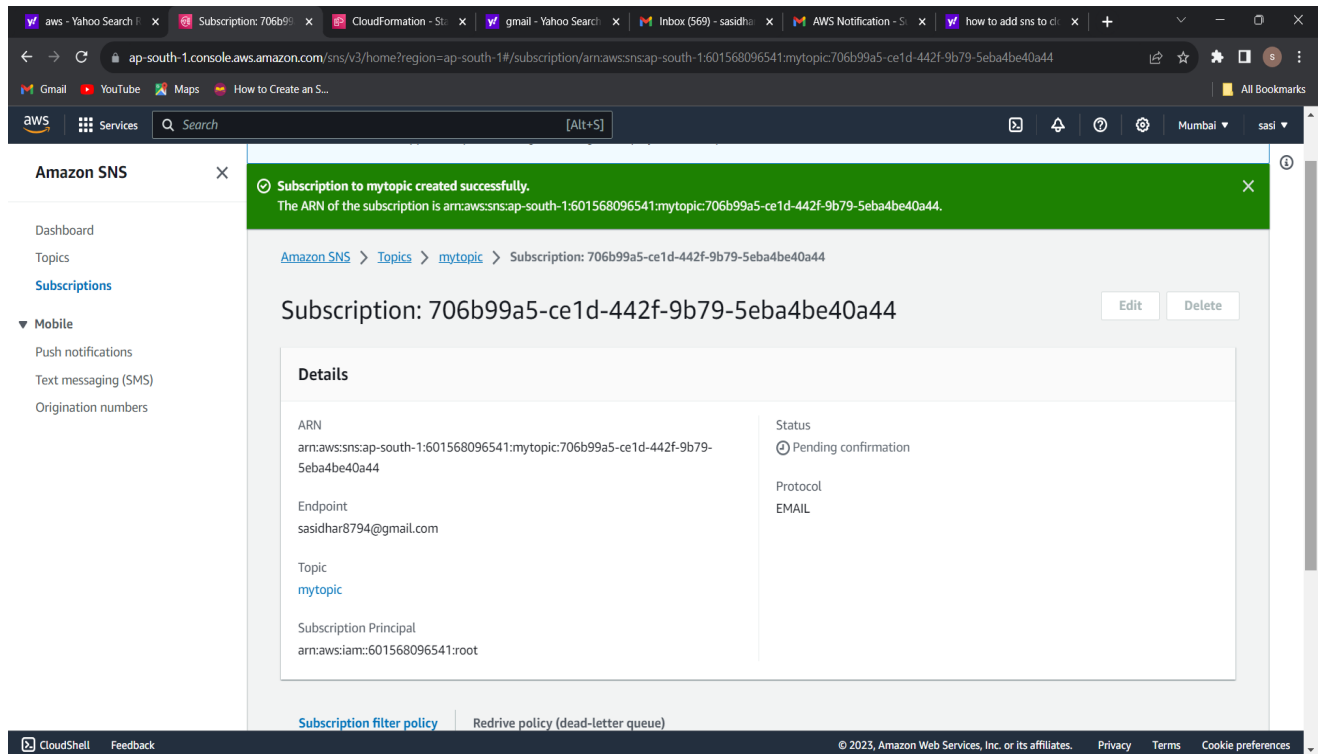 aws - Yahoo Search R
Subscription: 706b99
CloudFormation - Sta
gmail - Yahoo Search
Inbox (569) - sasidha
AWS Notification - S
how to add sns to cl
ap-south-1.console.aws.amazon.com/sns/v3/home?region=ap-south-1#/subscription/arn:aws:sns:ap-south-1:601568096541:mytopic:706b99a5-ce1d-442f-9b79-5eba4be40a44
S
Gmail
YouTube
Maps
How to Create an S...
All Bookmarks
aws
Services
Search
[Alt+S]
Mumbai ▼
sasi ▼
Amazon SNS
Dashboard
Topics
Subscriptions
Mobile
Push notifications
Text messaging (SMS)
Origination numbers
Subscription to mytopic created successfully.
The ARN of the subscription is arn:aws:sns:ap-south-1:601568096541:mytopic:706b99a5-ce1d-442f-9b79-5eba4be40a44.
Amazon SNS > Topics > mytopic > Subscription: 706b99a5-ce1d-442f-9b79-5eba4be40a44
Subscription: 706b99a5-ce1d-442f-9b79-5eba4be40a44
Edit
Delete
Details
ARN
arn:aws:sns:ap-south-1:601568096541:mytopic:706b99a5-ce1d-442f-9b79-
5eba4be40a44
Endpoint
sasidhar8794@gmail.com
Topic
mytopic
Subscription Principal
arn:aws:iam::601568096541:root
Status
Pending confirmation
Protocol
EMAIL
Subscription filter policy
Redrive policy (dead-letter queue)
CloudShell
Feedback
© 2023, Amazon Web Services, Inc. or its affiliates.
Privacy
Terms
Cookie preferences